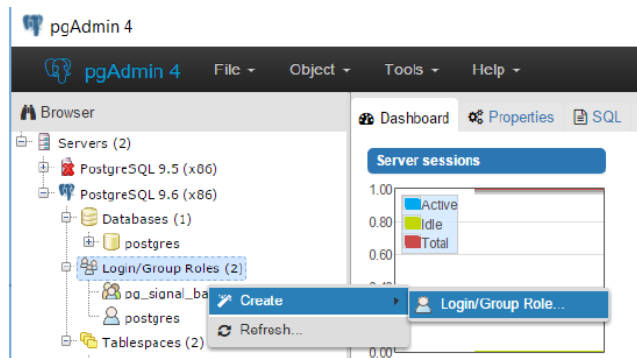 pgAdmin 4
pgAdmin 4 File Object Tools Help
Browser
Dashboard Properties SQL
Servers (2)
PostgreSQL 9.5 (x86)
PostgreSQL 9.6 (x86)
Databases (1)
postgres
Login/Group Roles (2)
pg_signal_ba
postgres
Tablespaces (2)
Server sessions
1.00
0.80
0.60
0.00
Active
Idle
Total
Create
Refresh...
Login/Group Role...